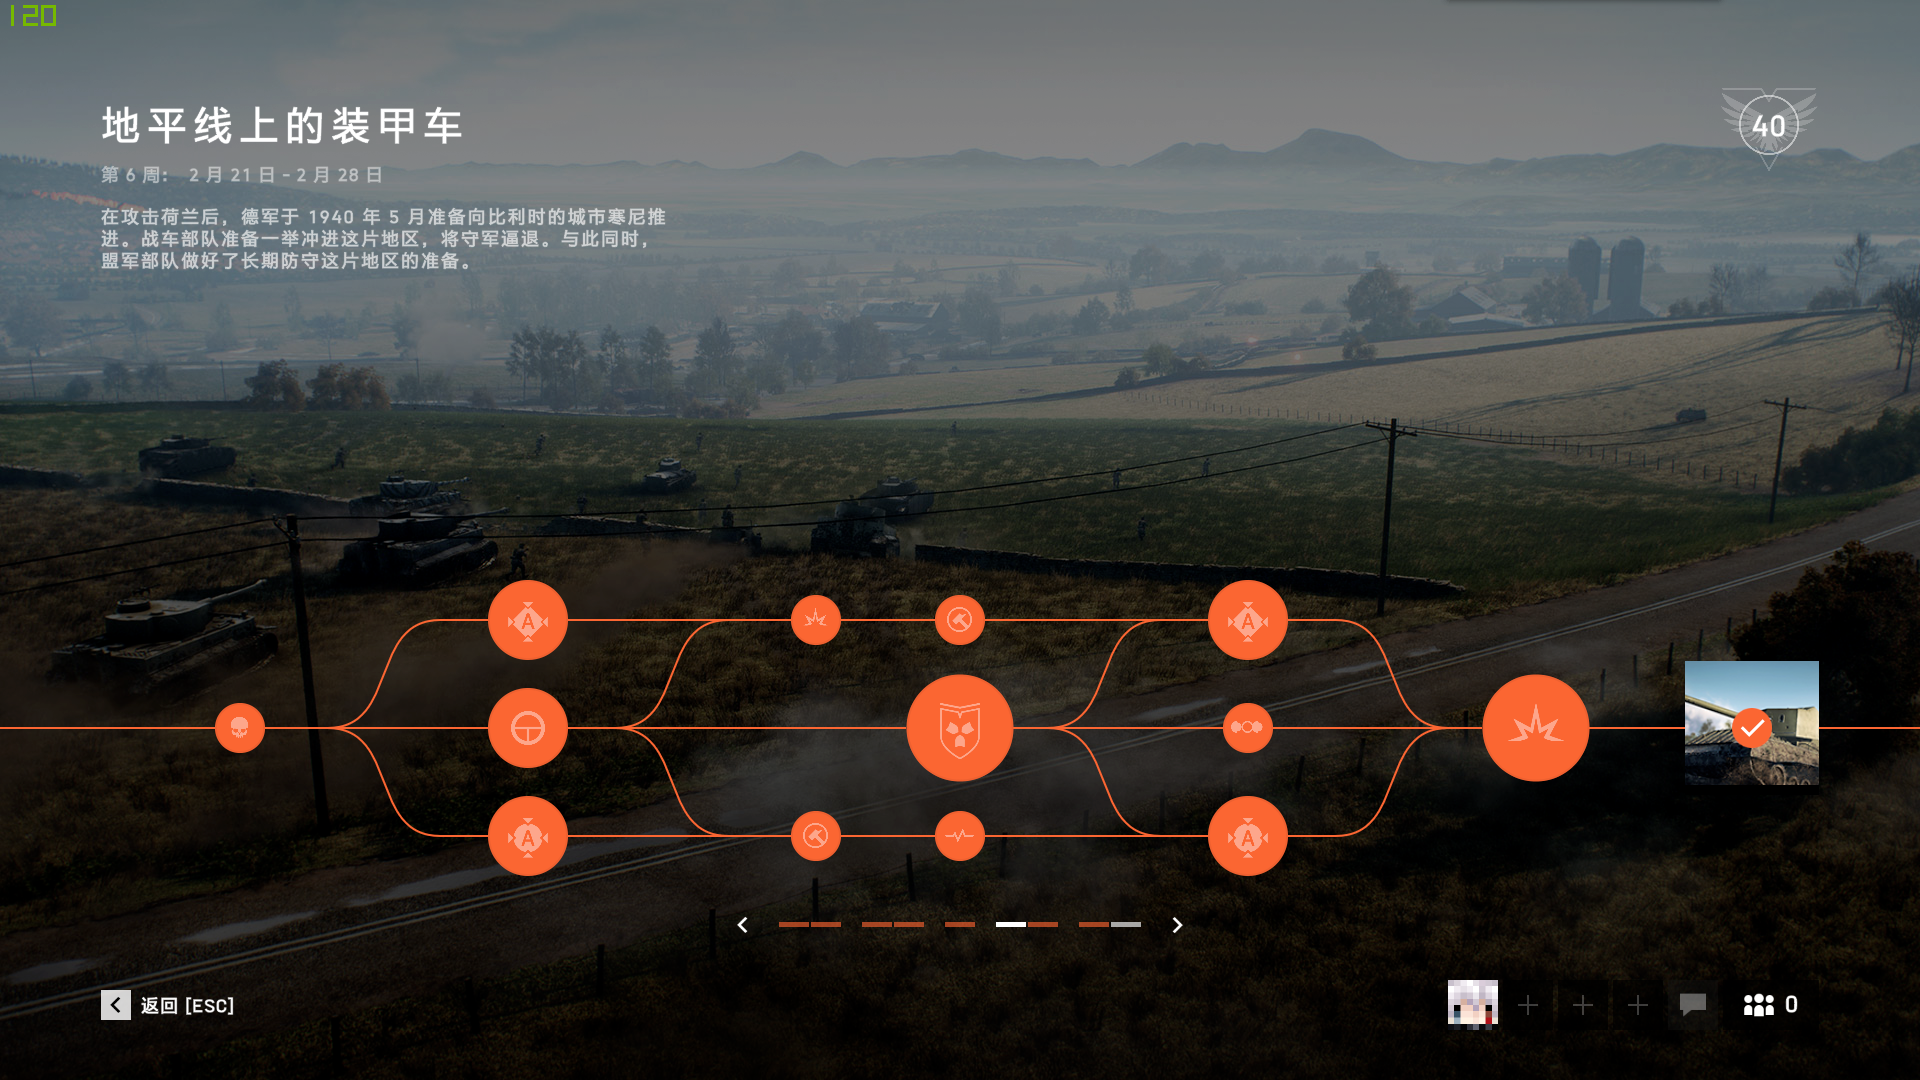 120
地平线上的装甲车
40
第 6 周： 2 月 21 日 - 2 月 28 日
在攻击荷兰后，德军于 1940 年 5 月准备向比利时的城市寒尼推
进。战车部队准备一举冲进这片地区，将守军逼退。与此同时，
盟军部队做好了长期防守这片地区的准备。
A
A
A
A
返回 [ESC]
0